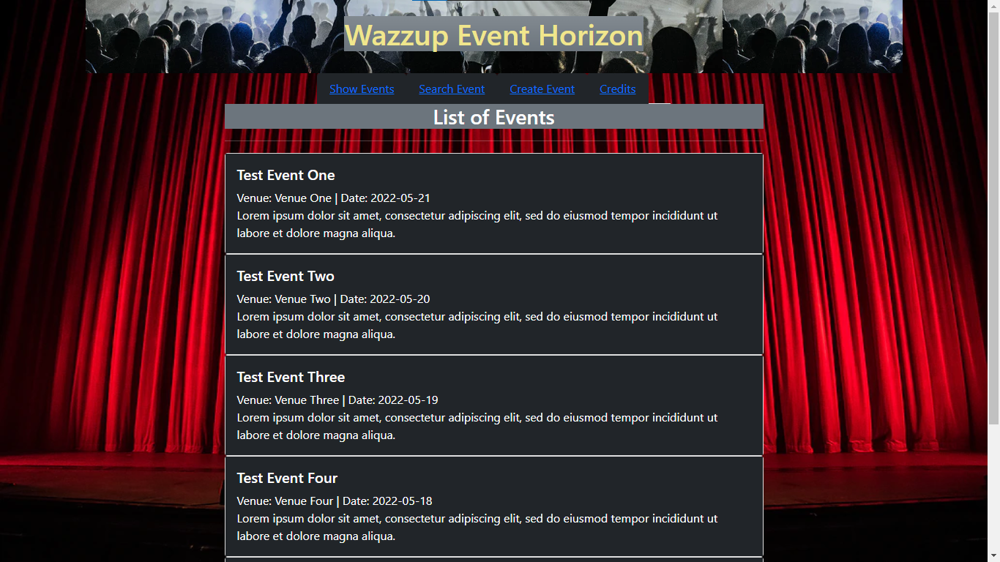 Wazzup Event Horizon
Show Events Search Event Create Event Credits
List of Events
Test Event One
Venue: Venue One | Date: 2022-05-21
Lorem ipsum dolor sit amet, consectetur adipiscing elit, sed do eiusmod tempor incididunt ut
labore et dolore magna aliqua.
Test Event Two
Venue: Venue Two | Date: 2022-05-20
Lorem ipsum dolor sit amet, consectetur adipiscing elit, sed do eiusmod tempor incididunt ut
labore et dolore magna aliqua.
Test Event Three
Venue: Venue Three | Date: 2022-05-19
Lorem ipsum dolor sit amet, consectetur adipiscing elit, sed do eiusmod tempor incididunt ut
labore et dolore magna aliqua.
Test Event Four
Venue: Venue Four | Date: 2022-05-18
Lorem ipsum dolor sit amet, consectetur adipiscing elit, sed do eiusmod tempor incididunt ut
labore et dolore magna aliqua.